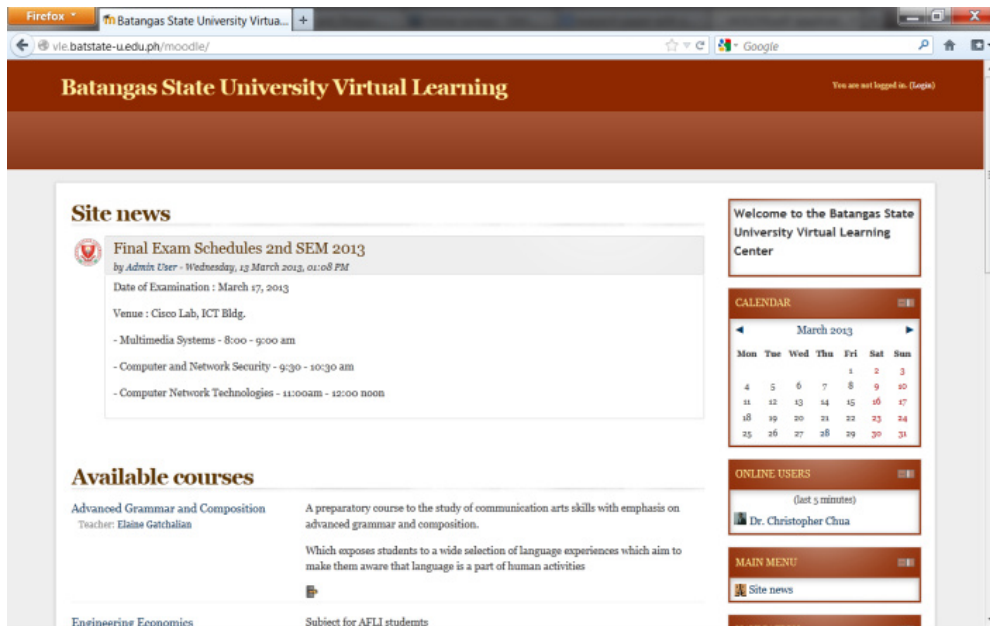 Firefox
Batangas State University Virtua...
vle.batstate-u.edu.ph/moodle/
Google
Batangas State University Virtual Learning
You are not logged in. (Login)
Site news
Final Exam Schedules 2nd SEM 2013
by Admin User - Wednesday, 13 March 2013, 01:08 PM
Date of Examination : March 17, 2013
Venue : Cisco Lab, ICT Bldg.
- Multimedia Systems - 8:00 - 9:00 am
- Computer and Network Security - 9:30 - 10:30 am
- Computer Network Technologies - 11:00am - 12:00 noon
Available courses
Advanced Grammar and Composition
Teacher: Elaine Gatchalian
A preparatory course to the study of communication arts skills with emphasis on
advanced grammar and composition.
Which exposes students to a wide selection of language experiences which aim to
make them aware that language is a part of human activities
Engineering Economics
Subject for AFLI studemts
Welcome to the Batangas State
University Virtual Learning
Center
CALENDAR
March 2013
Mon Tue Wed Thu Fri Sat Sun
1 2 3
4 5 6 7 8 9 10
11 12 13 14 15 16 17
18 19 20 21 22 23 24
25 26 27 28 29 30 31
ONLINE USERS
(last 5 minutes)
Dr. Christopher Chua
MAIN MENU
Site news